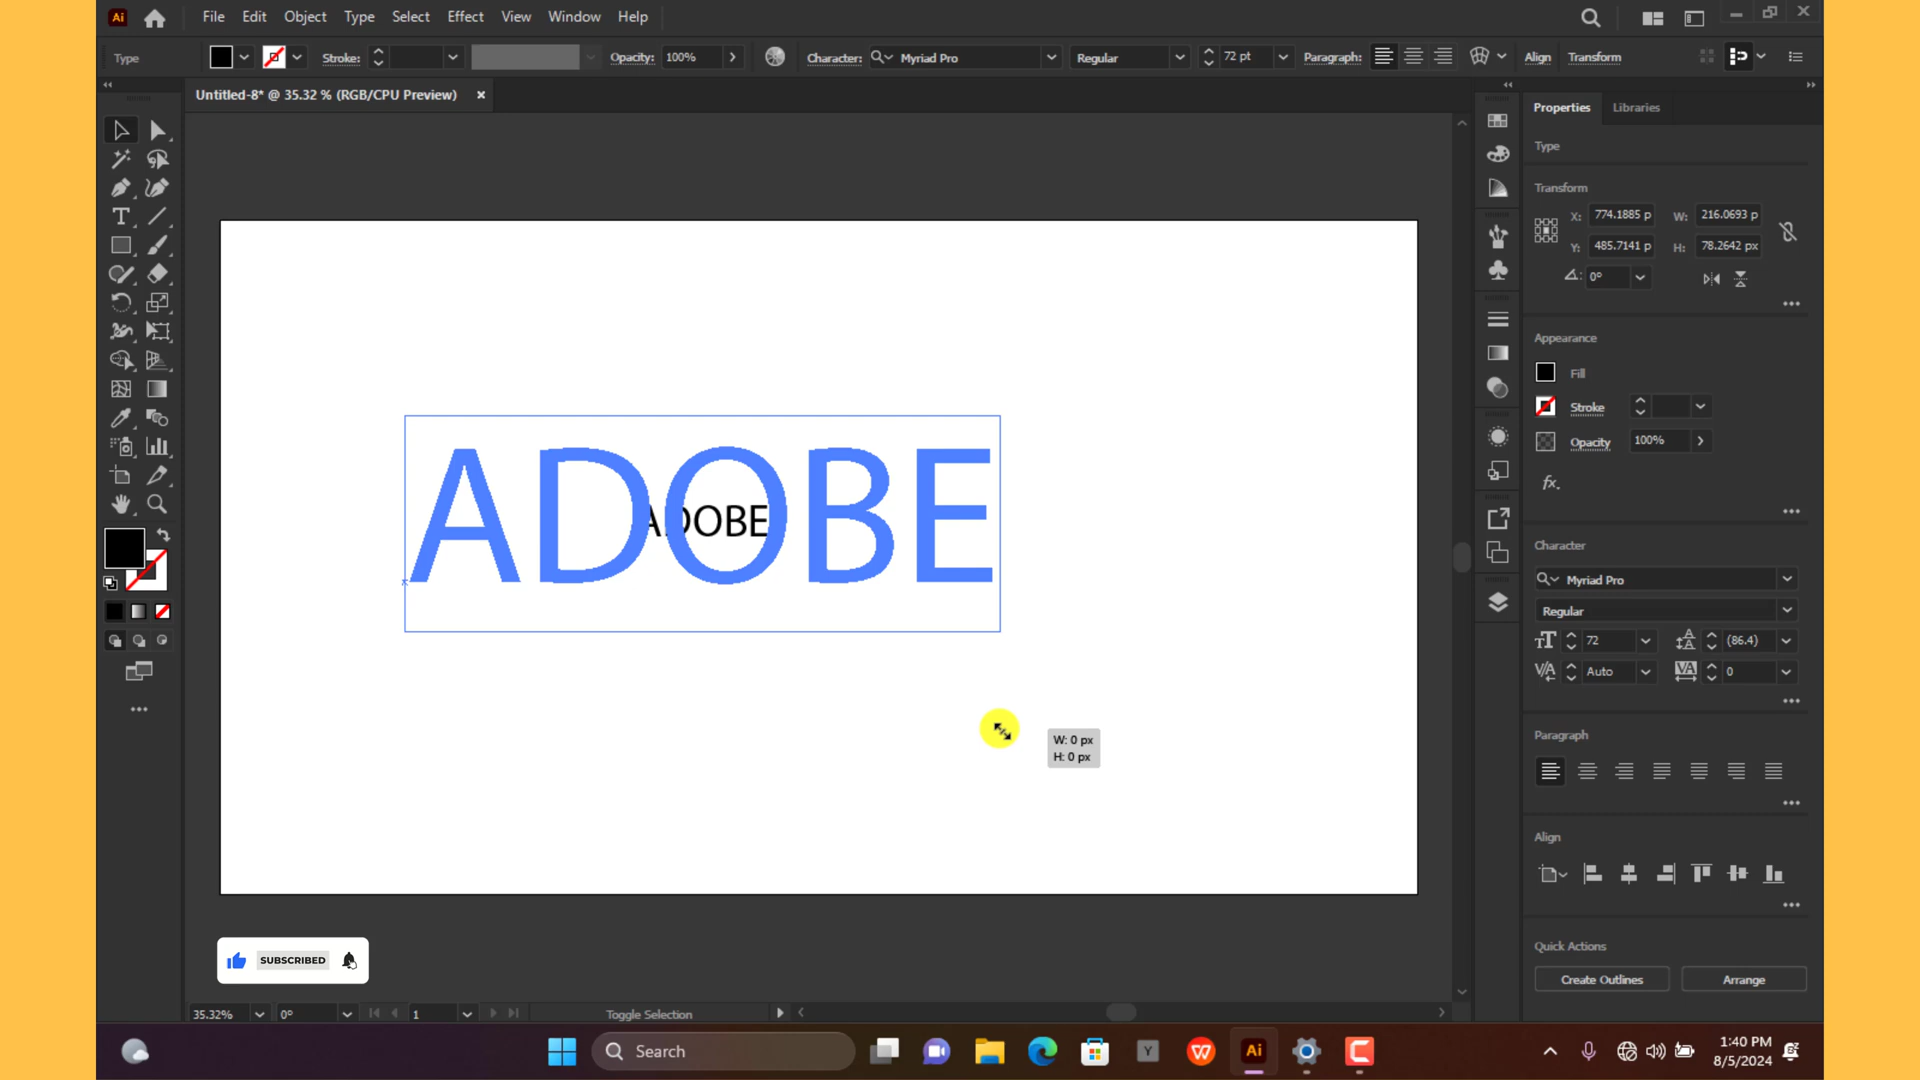 Ai File Edit Object Type Select Effect View Window Help
Type Stroke: Opacity: 100% Character: Myriad Pro Regular 72 pt Paragraph: Align Transform
Untitled-8* @ 35.32 % (RGB/CPU Preview) ×
Properties Libraries
Type
Transform
X: 774.1885 p W: 216.0693 p
Y: 485.7141 p H: 78.2642 px
0°
Appearance
Fill
Stroke
Opacity 100%
fx.
Character
Myriad Pro
Regular
72 (86.4)
Auto 0
Paragraph
Align
Quick Actions
Create Outlines Arrange
ADOBE
ADOBE
W: 0 px
H: 0 px
SUBSCRIBED
35.32% 0° 1 Toggle Selection
Search
Ai
1:40 PM
8/5/2024